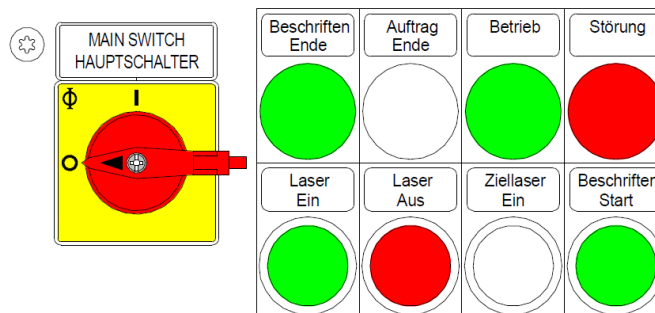 MAIN SWITCH
HAUPTSCHALTER
I
O
Beschriften
Ende
Auftrag
Ende
Betrieb
Störung
Laser
Ein
Laser
Aus
Ziellaser
Ein
Beschriften
Start